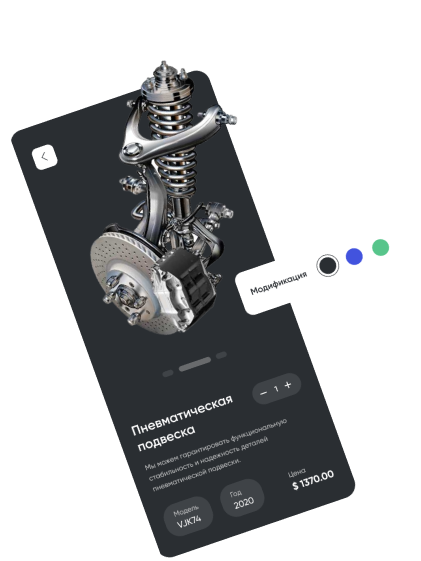 Модификация
1
Пневматическая
подвеска
Мы можем гарантировать функциональную
стабильность и надежность деталей
пневматической подвески.
Модель
VJK74
Год
2020
Цена
$ 1370.00